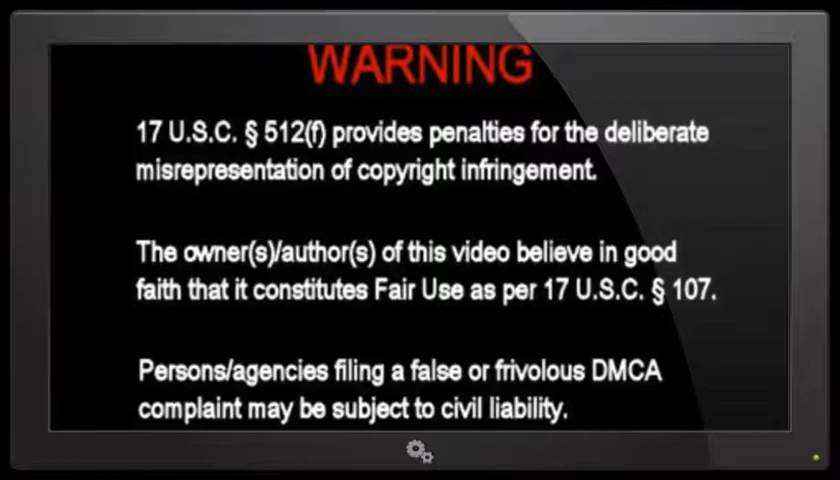 WARNING
17 U.S.C. § 512(f) provides penalties for the deliberate
misrepresentation of copyright infringement.
The owner(s)/author(s) of this video believe in good
faith that it constitutes Fair Use as per 17 U.S.C. § 107.
Persons/agencies filing a false or frivolous DMCA
complaint may be subject to civil liability.